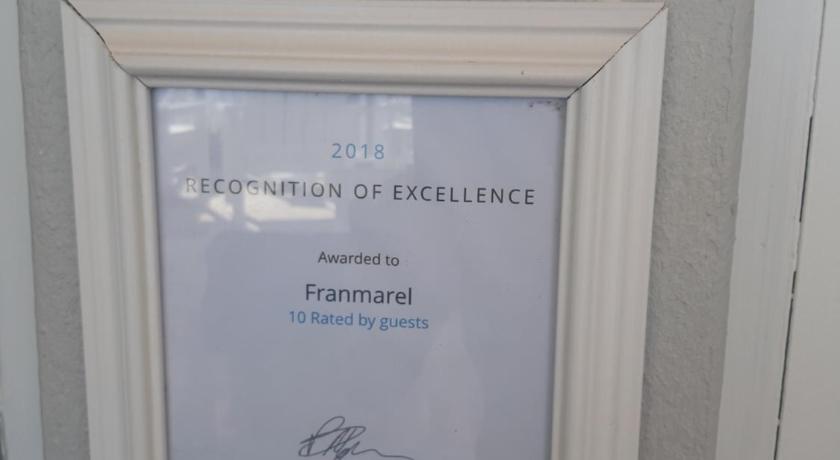 2018
RECOGNITION OF EXCELLENCE
Awarded to
Franmarel
10 Rated by guests